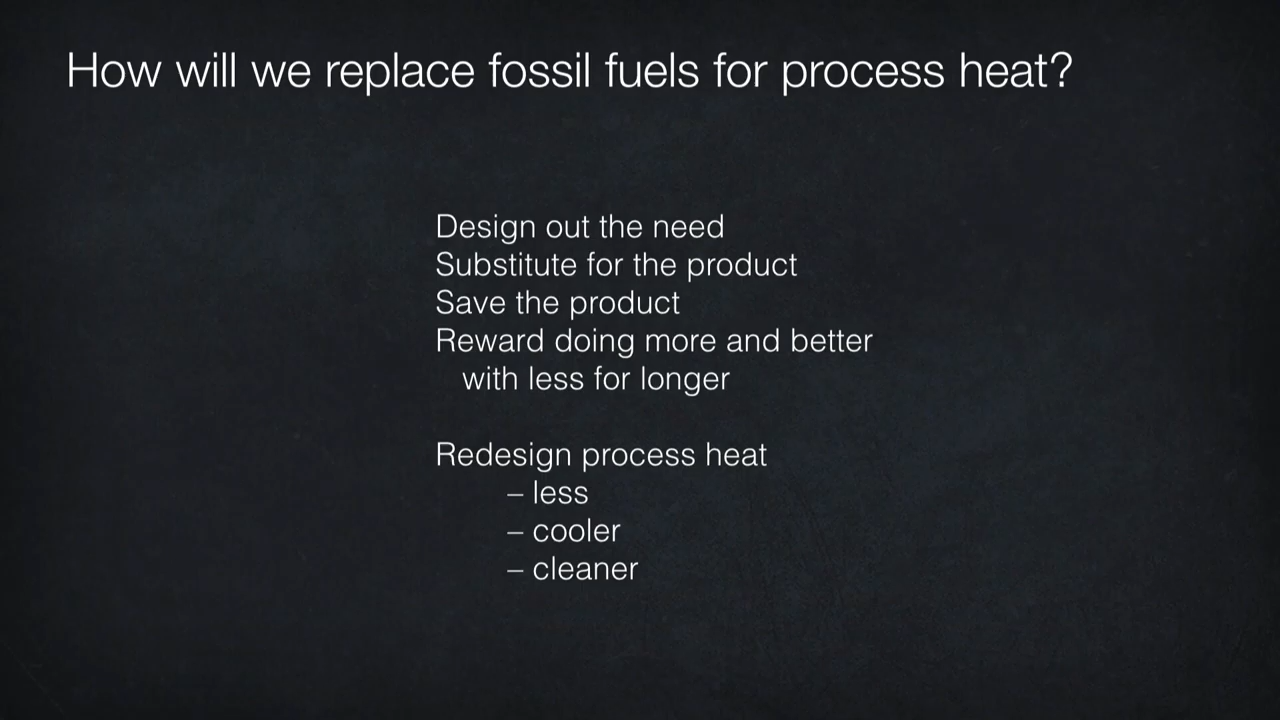 How will we replace fossil fuels for process heat?
Design out the need
Substitute for the product
Save the product
Reward doing more and better
with less for longer
Redesign process heat
– less
– cooler
– cleaner